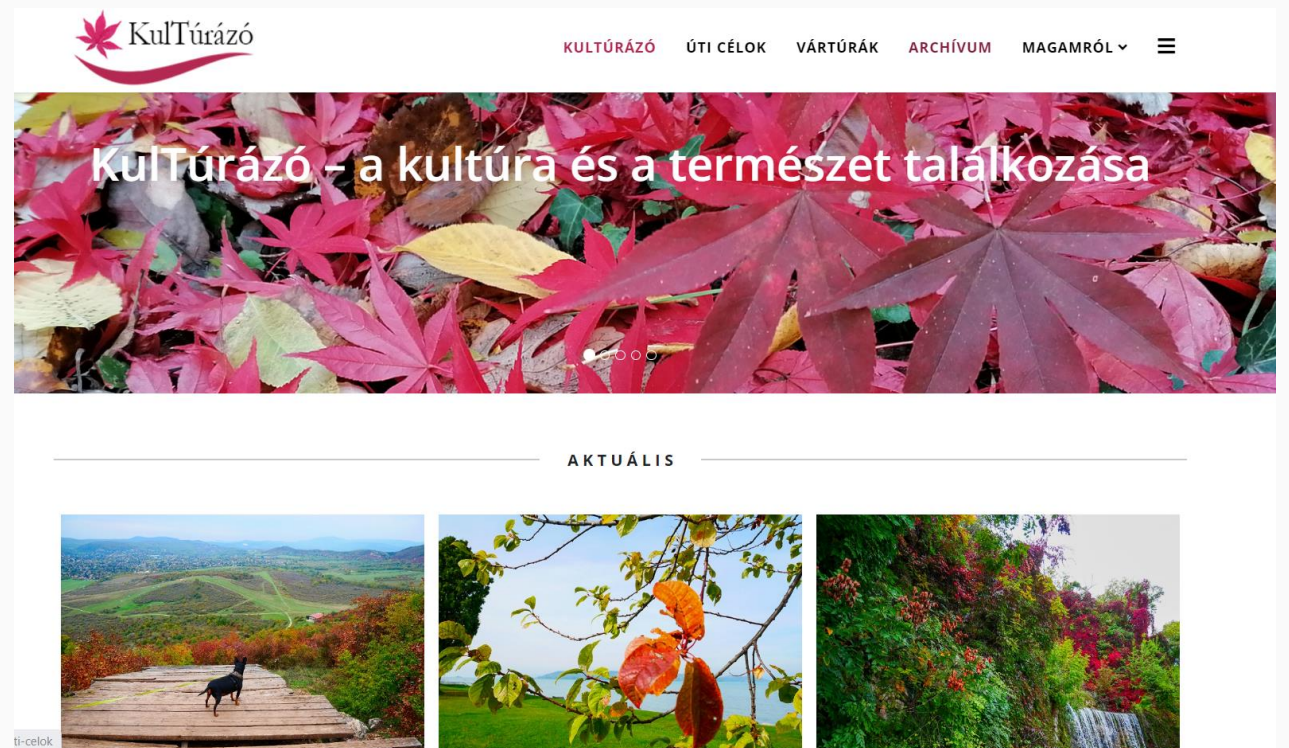 KulTúrázó
KULTÚRÁZÓ ÚTI CÉLOK VÁRTÚRÁK ARCHÍVUM MAGAMRÓL
KulTúrázó – a kultúra és a természet találkozása
AKTUÁLIS
ti-celok